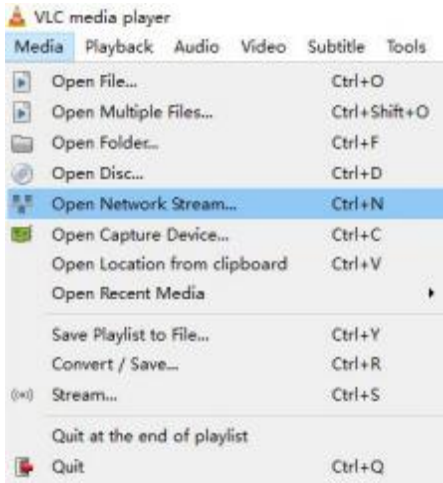 VLC media player
Media Playback Audio Video Subtitle Tools
Open File... Ctrl+O
Open Multiple Files... Ctrl+Shift+O
Open Folder... Ctrl+F
Open Disc... Ctrl+D
Open Network Stream... Ctrl+N
Open Capture Device... Ctrl+C
Open Location from clipboard Ctrl+V
Open Recent Media
Save Playlist to File... Ctrl+Y
Convert / Save... Ctrl+R
Stream... Ctrl+S
Quit at the end of playlist
Quit Ctrl+Q